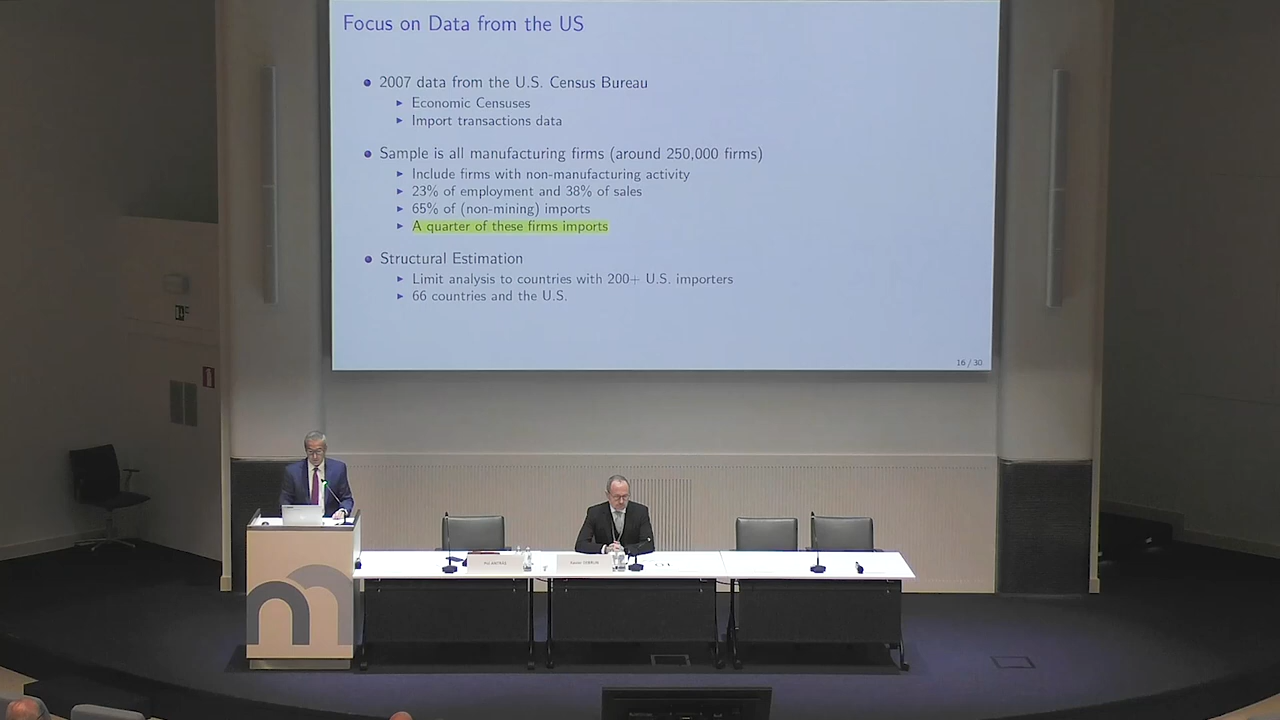 Focus on Data from the US
2007 data from the U.S. Census Bureau
Economic Censuses
Import transactions data
Sample is all manufacturing firms (around 250,000 firms)
Include firms with non-manufacturing activity
23% of employment and 38% of sales
65% of (non-mining) imports
A quarter of these firms imports
Structural Estimation
Limit analysis to countries with 200+ U.S. importers
66 countries and the U.S.
16 / 30